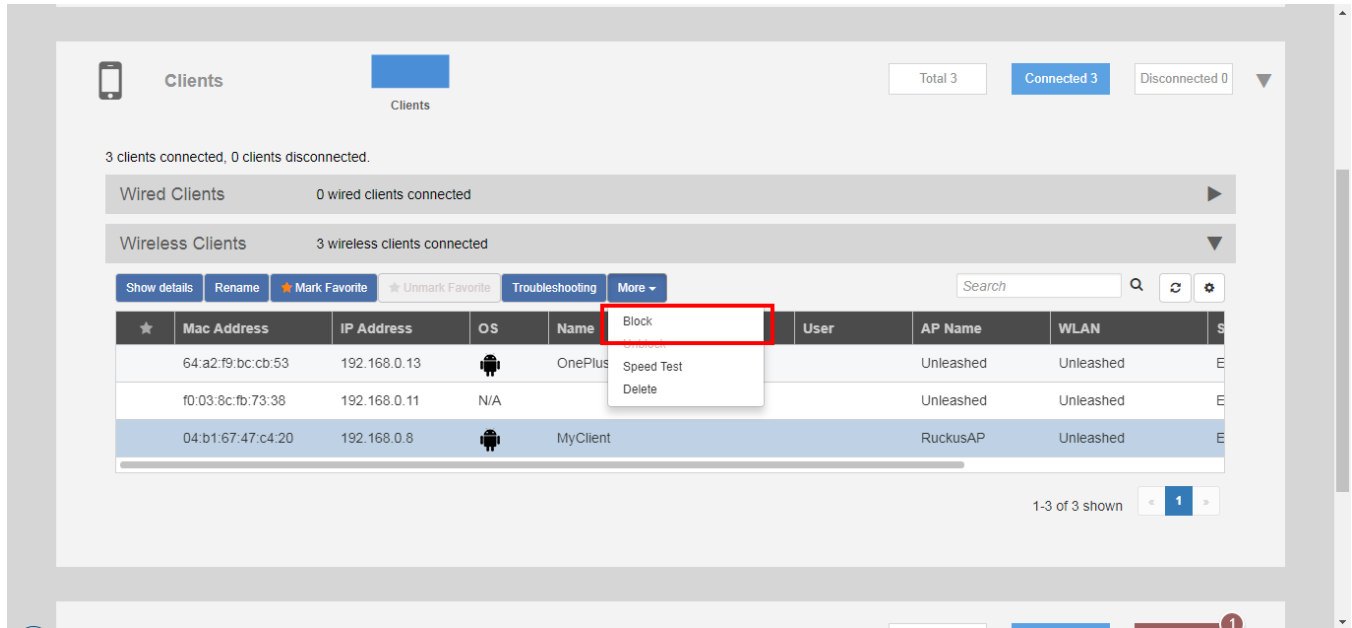 Clients
Clients
Total 3
Connected 3
Disconnected 0
3 clients connected, 0 clients disconnected.
Wired Clients 0 wired clients connected
Wireless Clients 3 wireless clients connected
Show details Rename Mark Favorite Unmark Favorite Troubleshooting More Search
Mac Address IP Address OS Name User AP Name WLAN S
Block
Unblock
Speed Test
Delete
64:a2:f9:bc:cb:53 192.168.0.13 OnePlus Unleashed Unleashed E
f0:03:8c:fb:73:38 192.168.0.11 N/A Unleashed Unleashed E
04:b1:67:47:c4:20 192.168.0.8 MyClient RuckusAP Unleashed E
1-3 of 3 shown « 1 »
1